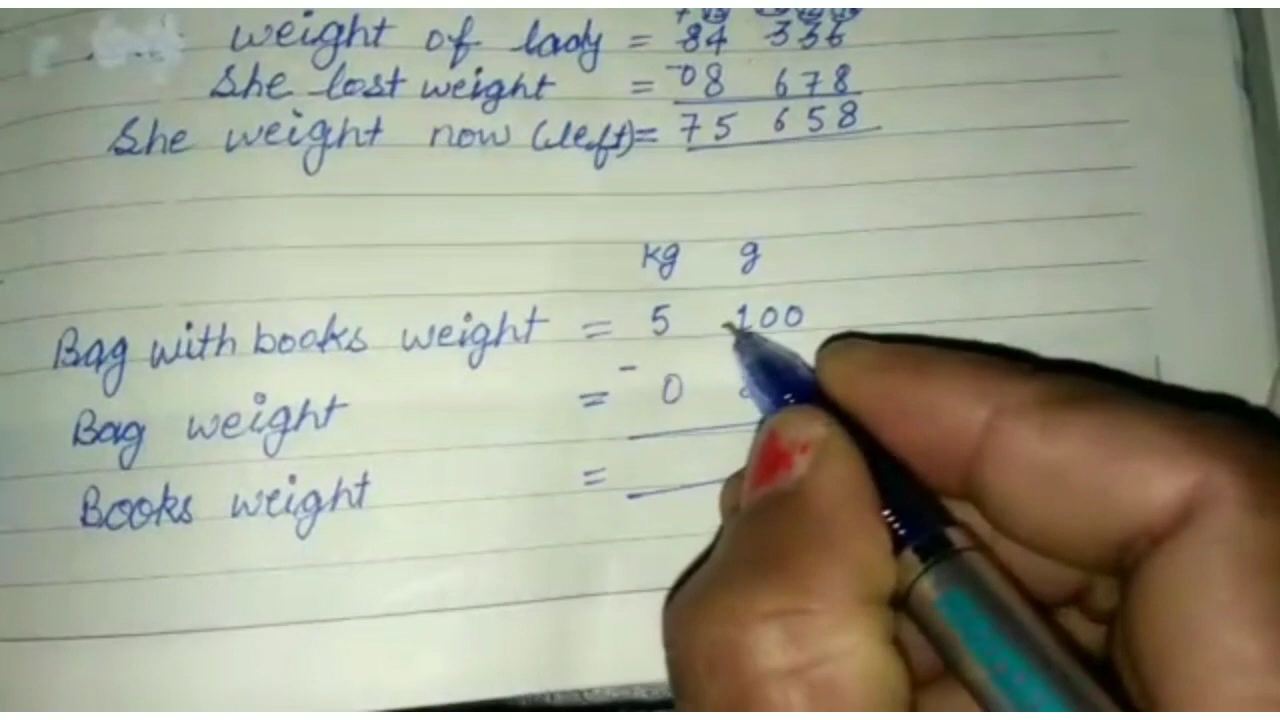 weight of lady = 84 336
She lost weight = -08 678
She weight now (left) = 75 658
kg g
Bag with books weight = 5 100
Bag weight = - 0
Books weight =